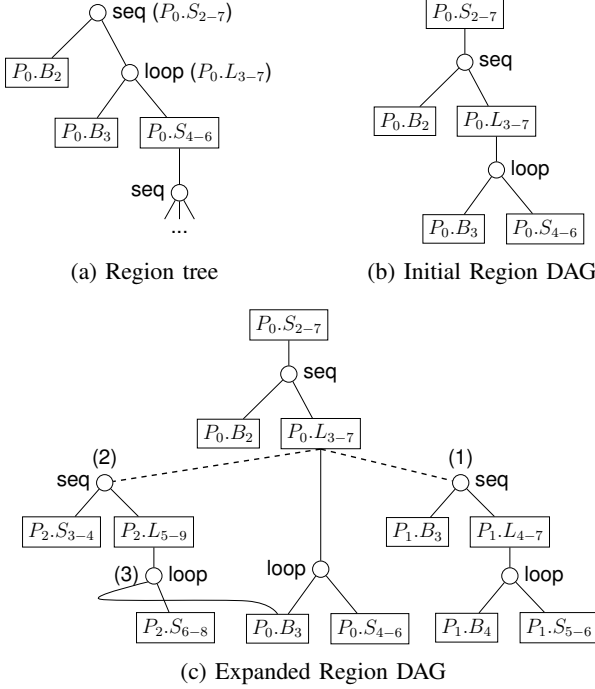 seq (P₀.S₂₋₇)
P₀.B₂
loop (P₀.L₃₋₇)
P₀.B₃
P₀.S₄₋₆
seq
...
(a) Region tree
P₀.S₂₋₇
seq
P₀.B₂
P₀.L₃₋₇
loop
P₀.B₃
P₀.S₄₋₆
(b) Initial Region DAG
P₀.S₂₋₇
seq
P₀.B₂
P₀.L₃₋₇
(2)
seq
(1)
seq
P₂.S₃₋₄
P₂.L₅₋₉
P₁.B₃
P₁.L₄₋₇
(3)
loop
loop
loop
P₂.S₆₋₈
P₀.B₃
P₀.S₄₋₆
P₁.B₄
P₁.S₅₋₆
(c) Expanded Region DAG